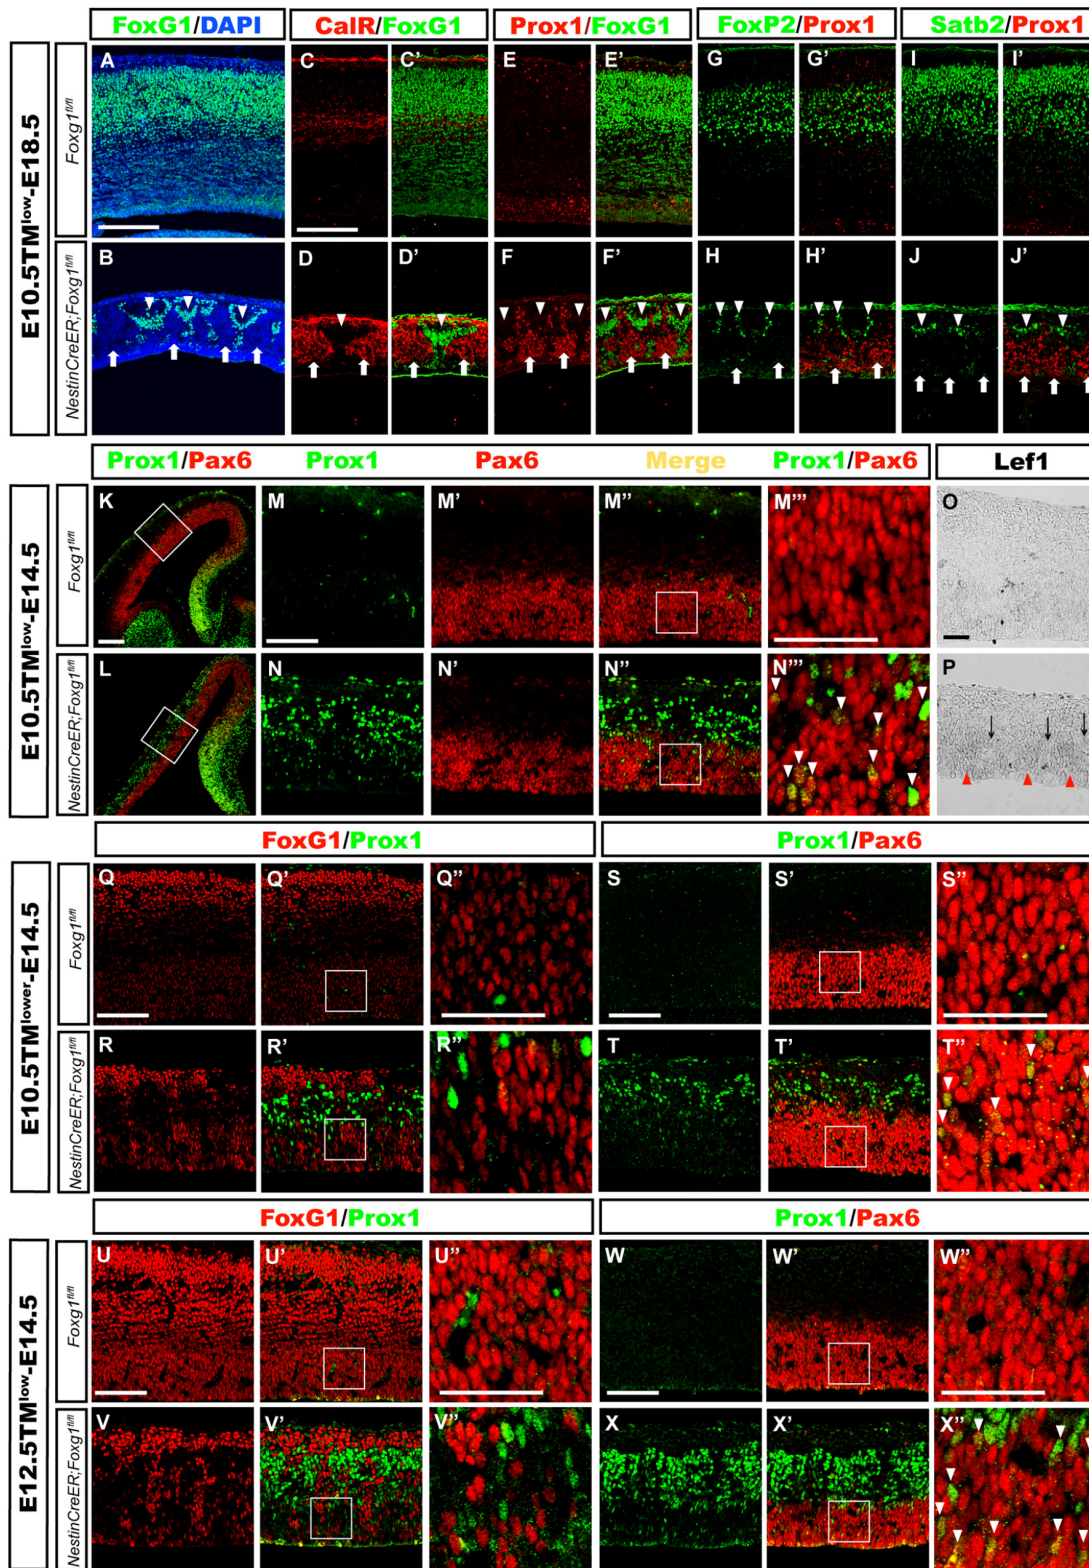 FoxG1/DAPI CalR/FoxG1 Prox1/FoxG1 FoxP2/Prox1 Satb2/Prox1
E10.5TMlow-E18.5
Foxg1fl/fl
A C C' E E' G G' I I'
NestinCreER;Foxg1fl/fl
B D D' F F' H H' J J'
Prox1/Pax6 Prox1 Pax6 Merge Prox1/Pax6 Lef1
E10.5TMlow-E14.5
Foxg1fl/fl
K M M' M'' M''' O
NestinCreER;Foxg1fl/fl
L N N' N'' N''' P
FoxG1/Prox1 Prox1/Pax6
E10.5TMlower-E14.5
Foxg1fl/fl
Q Q' Q'' S S' S''
NestinCreER;Foxg1fl/fl
R R' R'' T T' T''
FoxG1/Prox1 Prox1/Pax6
E12.5TMlow-E14.5
Foxg1fl/fl
U U' U'' W W' W''
NestinCreER;Foxg1fl/fl
V V' V'' X X' X''